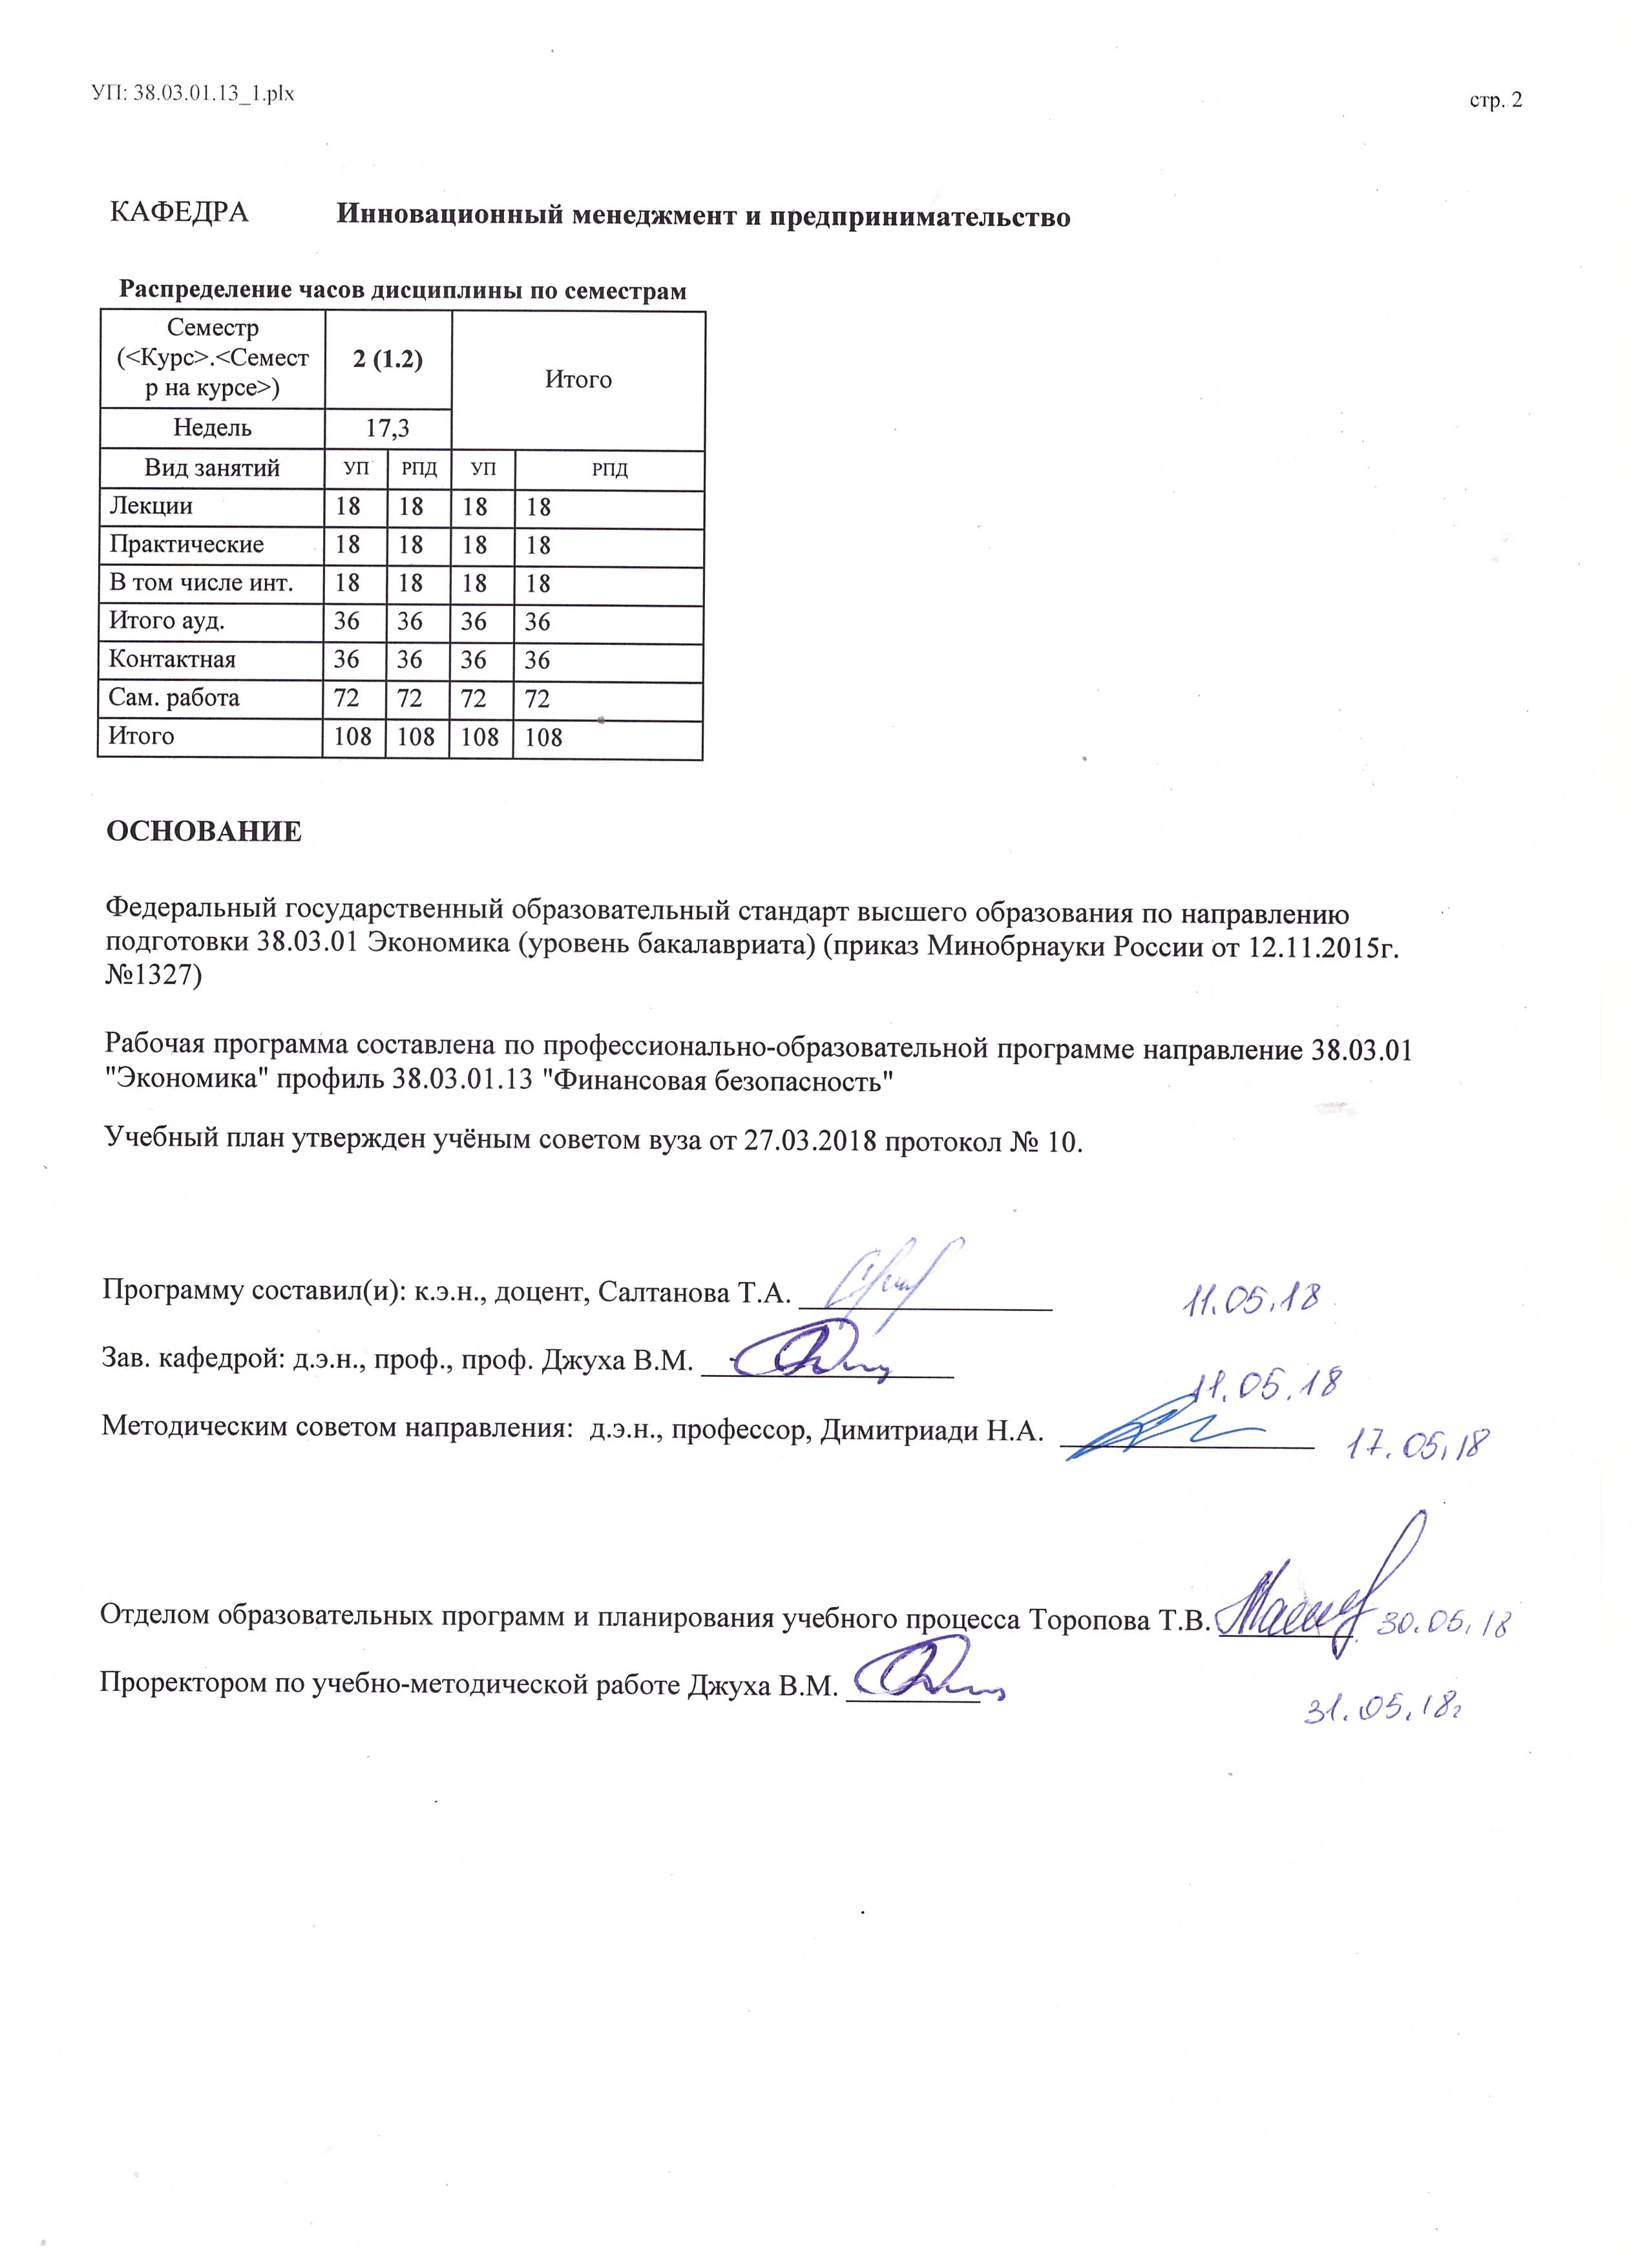 УП: 38.03.01.13_1.plx
стр. 2
КАФЕДРА Инновационный менеджмент и предпринимательство
Распределение часов дисциплины по семестрам
Семестр
(<Курс>.<Семест
р на курсе>)
2 (1.2)
Итого
Недель 17,3
Вид занятий УП РПД УП РПД
Лекции 18 18 18 18
Практические 18 18 18 18
В том числе инт. 18 18 18 18
Итого ауд. 36 36 36 36
Контактная 36 36 36 36
Сам. работа 72 72 72 72
Итого 108 108 108 108
ОСНОВАНИЕ
Федеральный государственный образовательный стандарт высшего образования по направлению
подготовки 38.03.01 Экономика (уровень бакалавриата) (приказ Минобрнауки России от 12.11.2015г.
№1327)
Рабочая программа составлена по профессионально-образовательной программе направление 38.03.01
"Экономика" профиль 38.03.01.13 "Финансовая безопасность"
Учебный план утвержден учёным советом вуза от 27.03.2018 протокол № 10.
Программу составил(и): к.э.н., доцент, Салтанова Т.А. 11.05.18
Зав. кафедрой: д.э.н., проф., проф. Джуха В.М. 11.05.18
Методическим советом направления: д.э.н., профессор, Димитриади Н.А. 17.05.18
Отделом образовательных программ и планирования учебного процесса Торопова Т.В. 30.05.18
Проректором по учебно-методической работе Джуха В.М. 31.05.18г